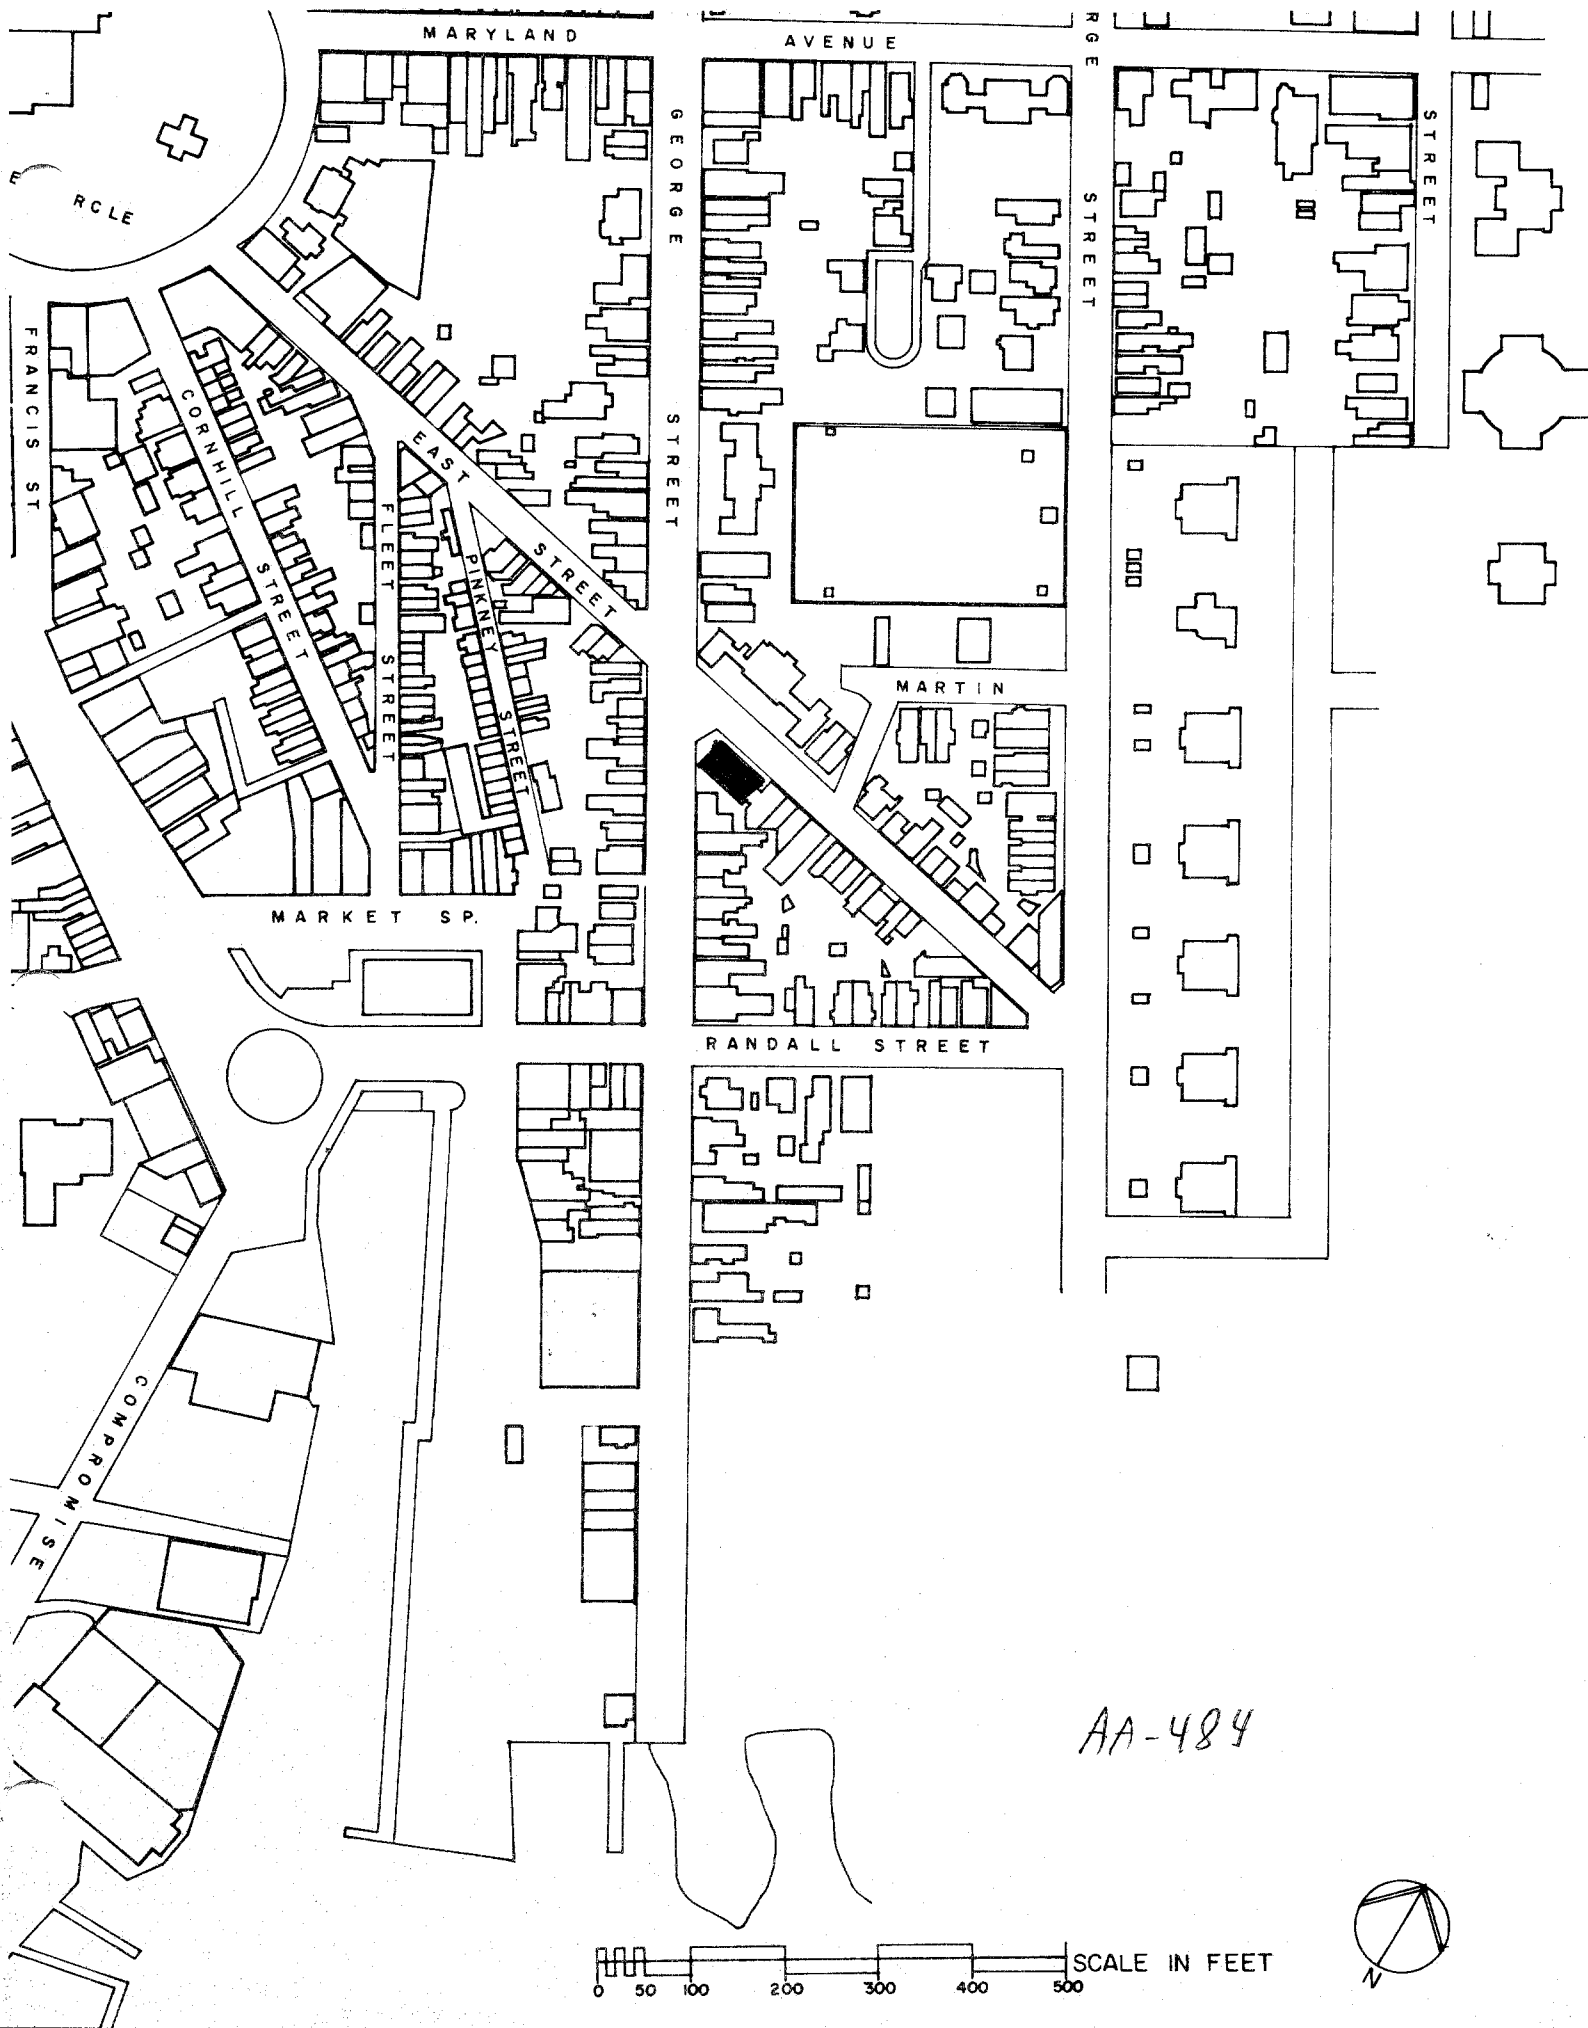 MARYLAND AVENUE
RGE
E
RCLE
GEORGE
STREET
STREET
STREET
FRANCIS ST.
CORNHILL
STREET
EAST
STREET
FLEET
STREET
PINKNEY
STREET
MARTIN
MARKET SP.
RANDALL STREET
COMPROMISE
AA-484
SCALE IN FEET
0 50 100 200 300 400 500
N